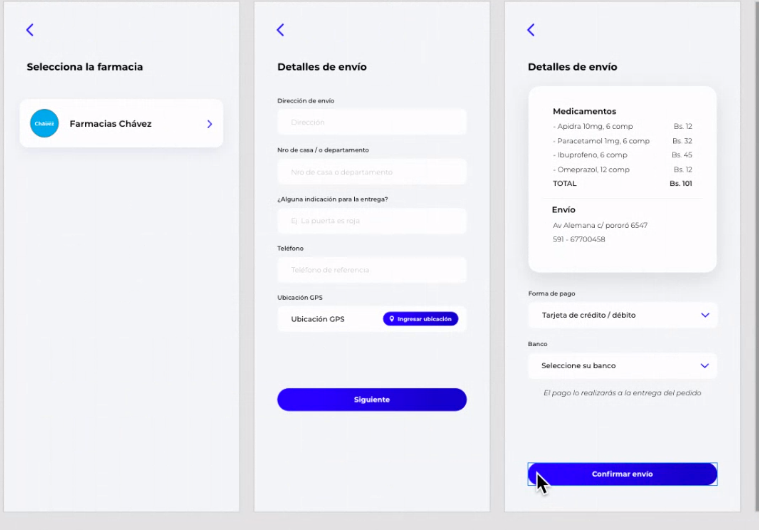 Selecciona la farmacia
Chávez
Farmacias Chávez
Detalles de envío
Dirección de envío
Dirección
Nro de casa / o departamento
Nro de casa o departamento
¿Alguna indicación para la entrega?
Ej. La puerta es roja
Teléfono
Teléfono de referencia
Ubicación GPS
Ubicación GPS
Ingresar ubicación
Siguiente
Detalles de envío
Medicamentos
- Apidra 10mg, 6 comp Bs. 12
- Paracetamol 1mg, 6 comp Bs. 32
- Ibuprofeno, 6 comp Bs. 45
- Omeprazol, 12 comp Bs. 12
TOTAL Bs. 101
Envío
Av Alemana c/ pororó 6547
591 - 67700458
Forma de pago
Tarjeta de crédito / débito
Banco
Seleccione su banco
El pago lo realizarás a la entrega del pedido
Confirmar envío